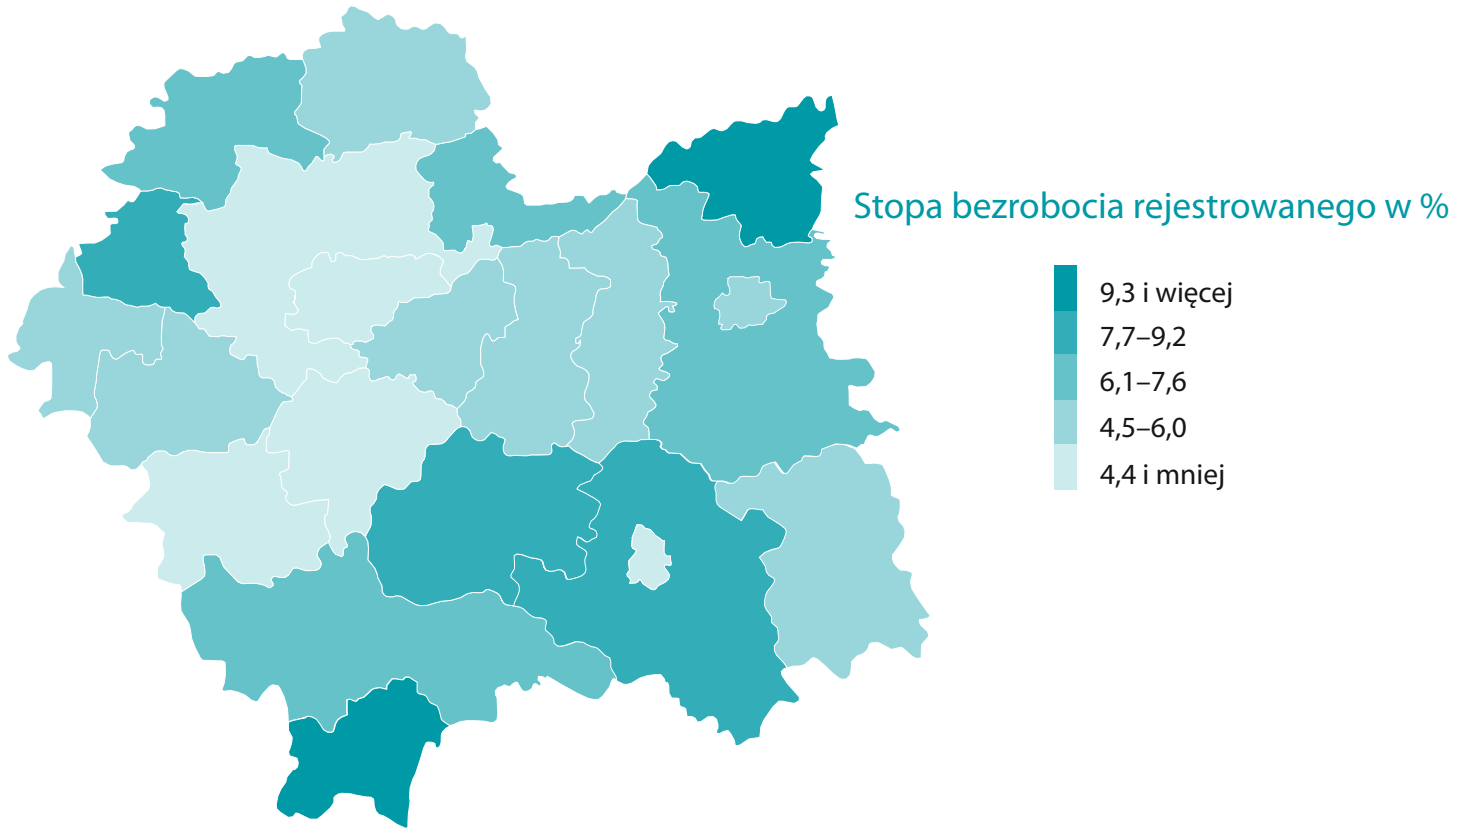 Stopa bezrobocia rejestrowanego w %
9,3 i więcej
7,7–9,2
6,1–7,6
4,5–6,0
4,4 i mniej